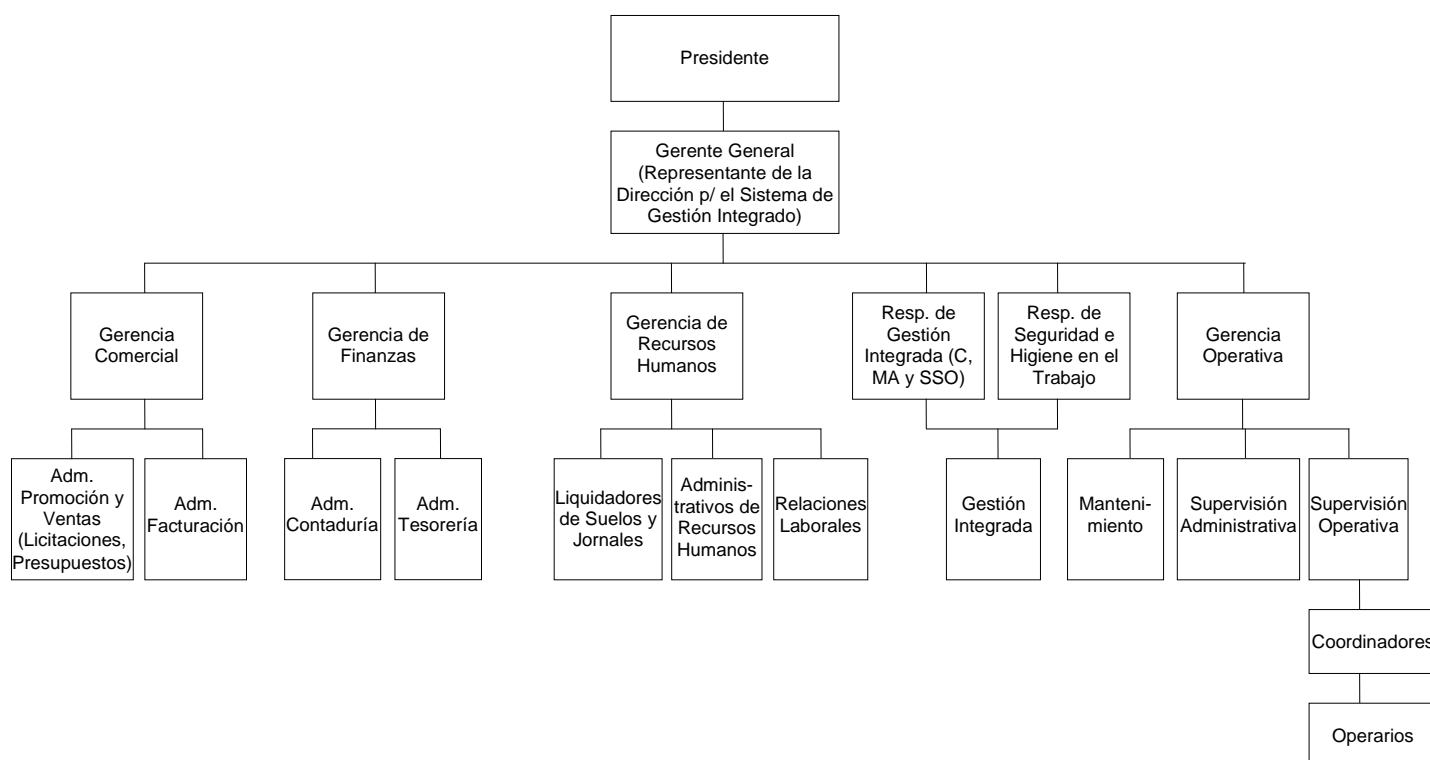 Presidente
Gerente General
(Representante de la
Dirección p/ el Sistema de
Gestión Integrado)
Gerencia
Comercial
Gerencia de
Finanzas
Gerencia de
Recursos
Humanos
Resp. de
Gestión
Integrada (C,
MA y SSO)
Resp. de
Seguridad e
Higiene en el
Trabajo
Gerencia
Operativa
Adm.
Promoción y
Ventas
(Licitaciones,
Presupuestos)
Adm.
Facturación
Adm.
Contaduría
Adm.
Tesorería
Liquidadores
de Suelos y
Jornales
Adminis-
trativos de
Recursos
Humanos
Relaciones
Laborales
Gestión
Integrada
Manteni-
miento
Supervisión
Administrativa
Supervisión
Operativa
Coordinadores
Operarios